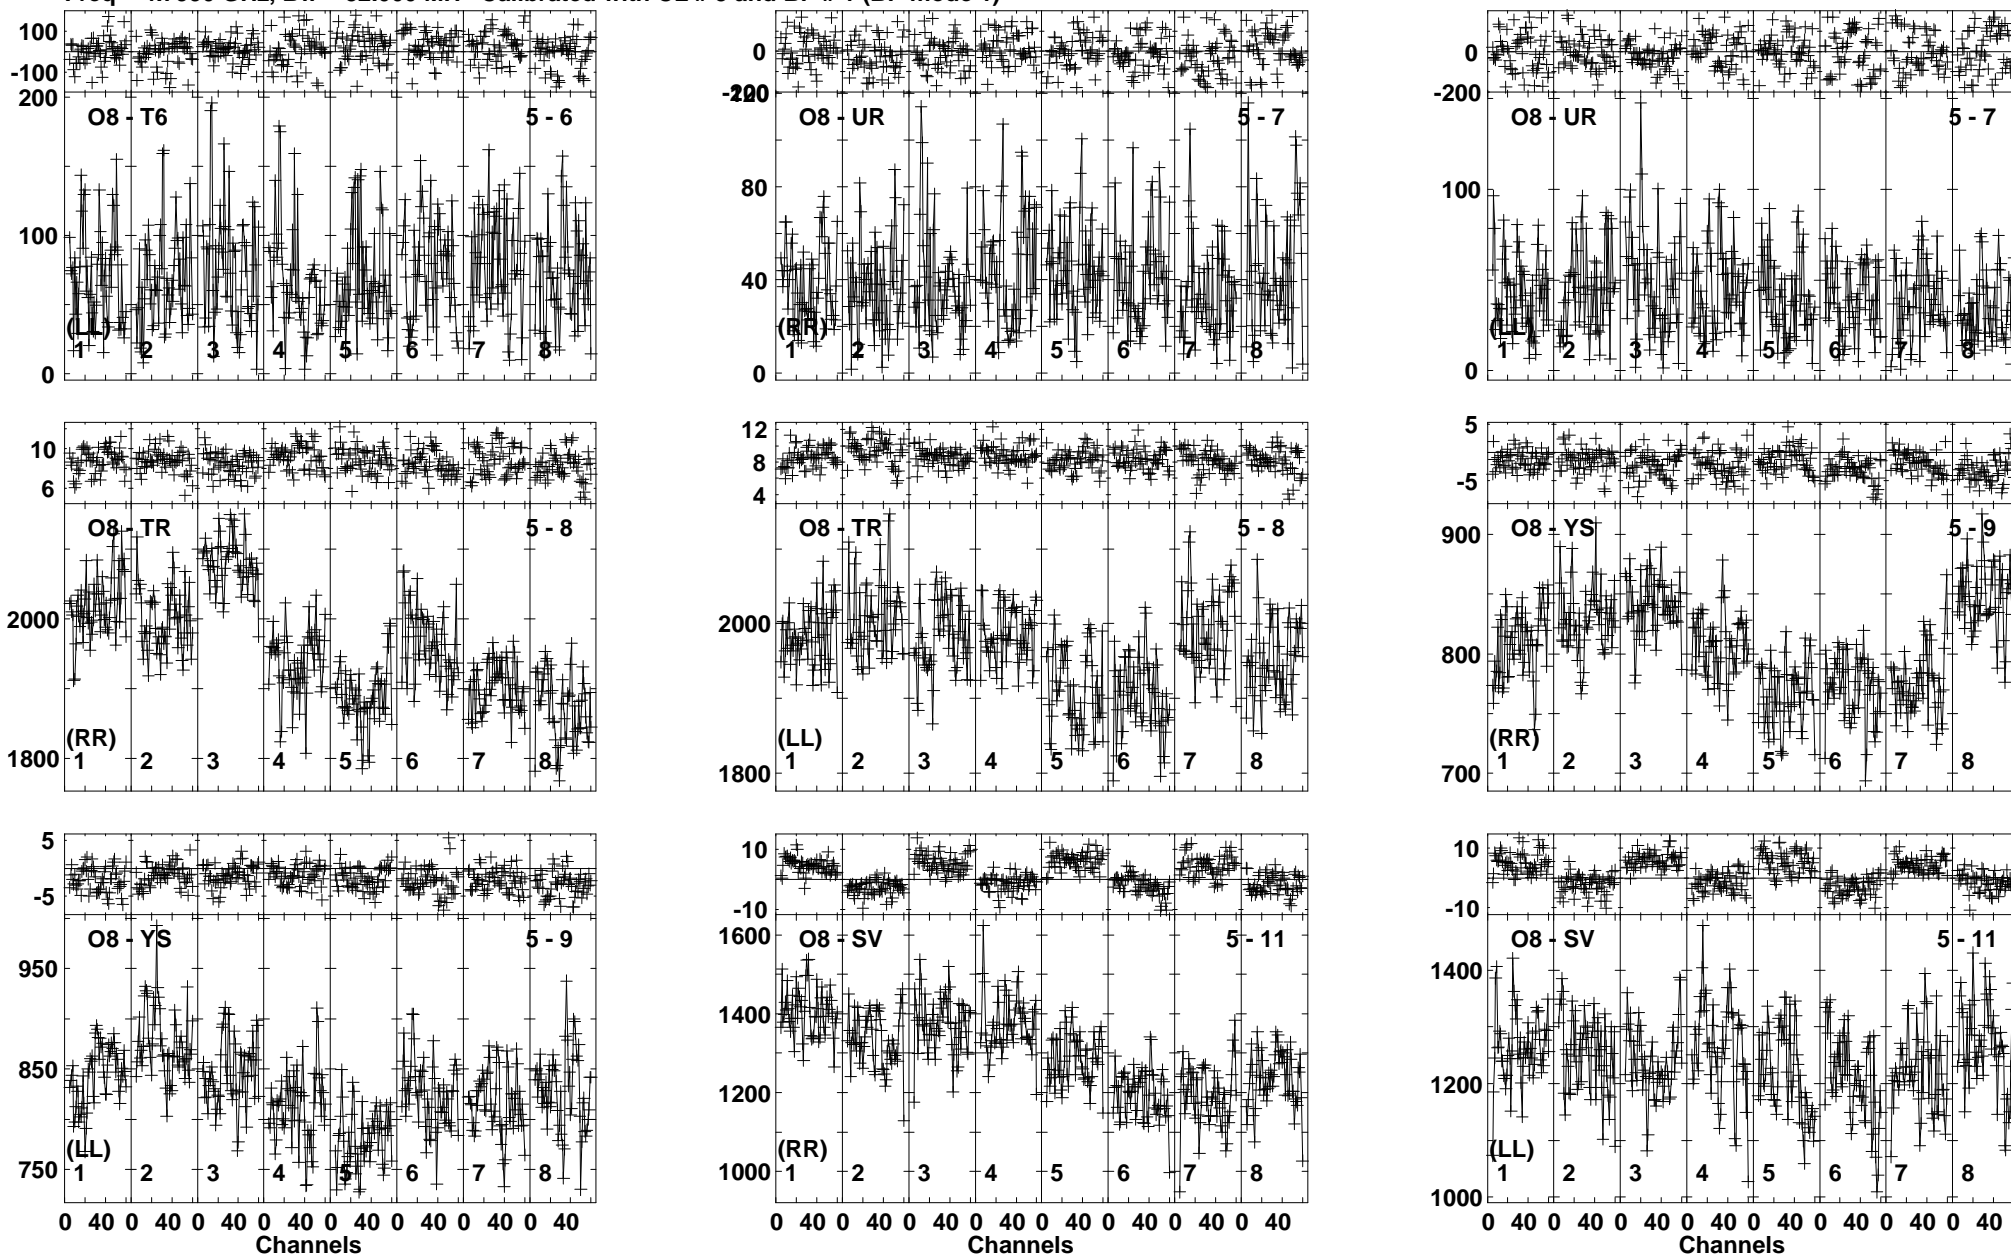 100
-100
200
O8 - T6 5 - 6
100
(LL)
1 2 3 4 5 6 7 8
0
0
O8 - UR 5 - 7
80
40
(RR)
1 2 3 4 5 6 7 8
0
0
-200
O8 - UR 5 - 7
100
(LL)
1 2 3 4 5 6 7 8
0
10
6
O8 - TR 5 - 8
2000
(RR)
1800
1 2 3 4 5 6 7 8
12
8
4
O8 - TR 5 - 8
2000
(LL)
1800
1 2 3 4 5 6 7 8
5
-5
900
O8 - YS 5 - 9
800
(RR)
700
1 2 3 4 5 6 7 8
5
-5
O8 - YS 5 - 9
950
850
(LL)
750
1 2 3 4 5 6 7 8
0 40 0 40 0 40 0 40 0 40 0 40 0 40 0 40
Channels
10
-10
1600
O8 - SV 5 - 11
1400
1200
(RR)
1000
1 2 3 4 5 6 7 8
0 40 0 40 0 40 0 40 0 40 0 40 0 40 0 40
Channels
10
-10
O8 - SV 5 - 11
1400
1200
(LL)
1000
1 2 3 4 5 6 7 8
0 40 0 40 0 40 0 40 0 40 0 40 0 40 0 40
Channels